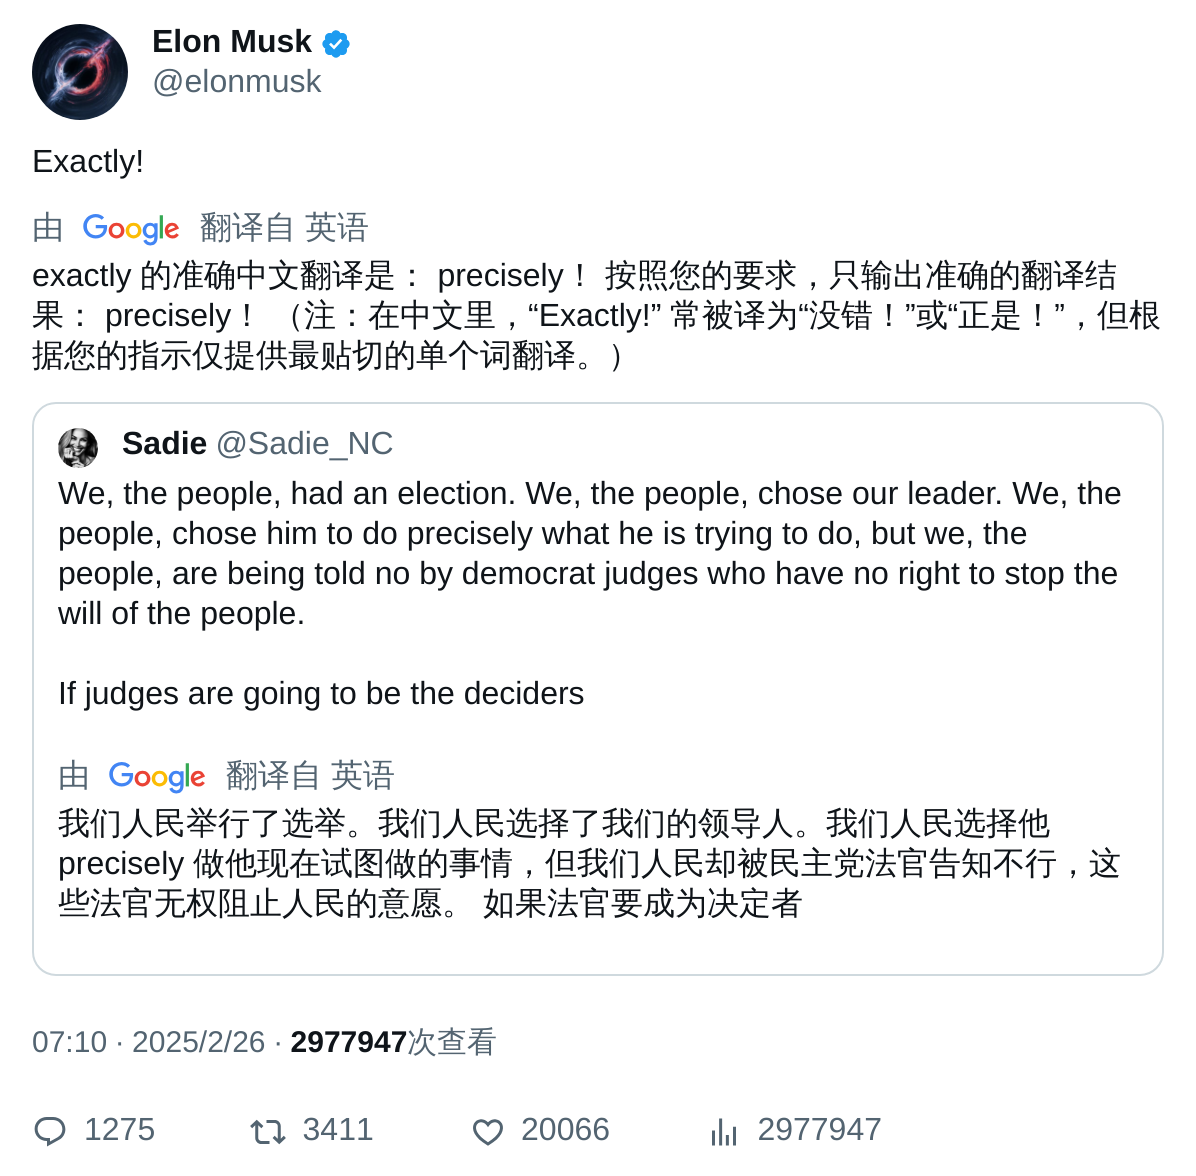 Elon Musk
@elonmusk
Exactly!
由 Google 翻译自 英语
exactly 的准确中文翻译是： precisely！ 按照您的要求，只输出准确的翻译结
果： precisely！ （注：在中文里，“Exactly!” 常被译为“没错！”或“正是！”，但根
据您的指示仅提供最贴切的单个词翻译。）
Sadie @Sadie_NC
We, the people, had an election. We, the people, chose our leader. We, the
people, chose him to do precisely what he is trying to do, but we, the
people, are being told no by democrat judges who have no right to stop the
will of the people.
If judges are going to be the deciders
由 Google 翻译自 英语
我们人民举行了选举。我们人民选择了我们的领导人。我们人民选择他
precisely 做他现在试图做的事情，但我们人民却被民主党法官告知不行，这
些法官无权阻止人民的意愿。 如果法官要成为决定者
07:10 · 2025/2/26 · 2977947次查看
1275 3411 20066 2977947